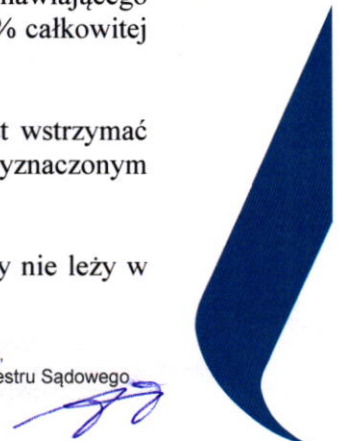 % całkowitej
t wstrzymać
yznaczonym
y nie leży w
estru Sądowego